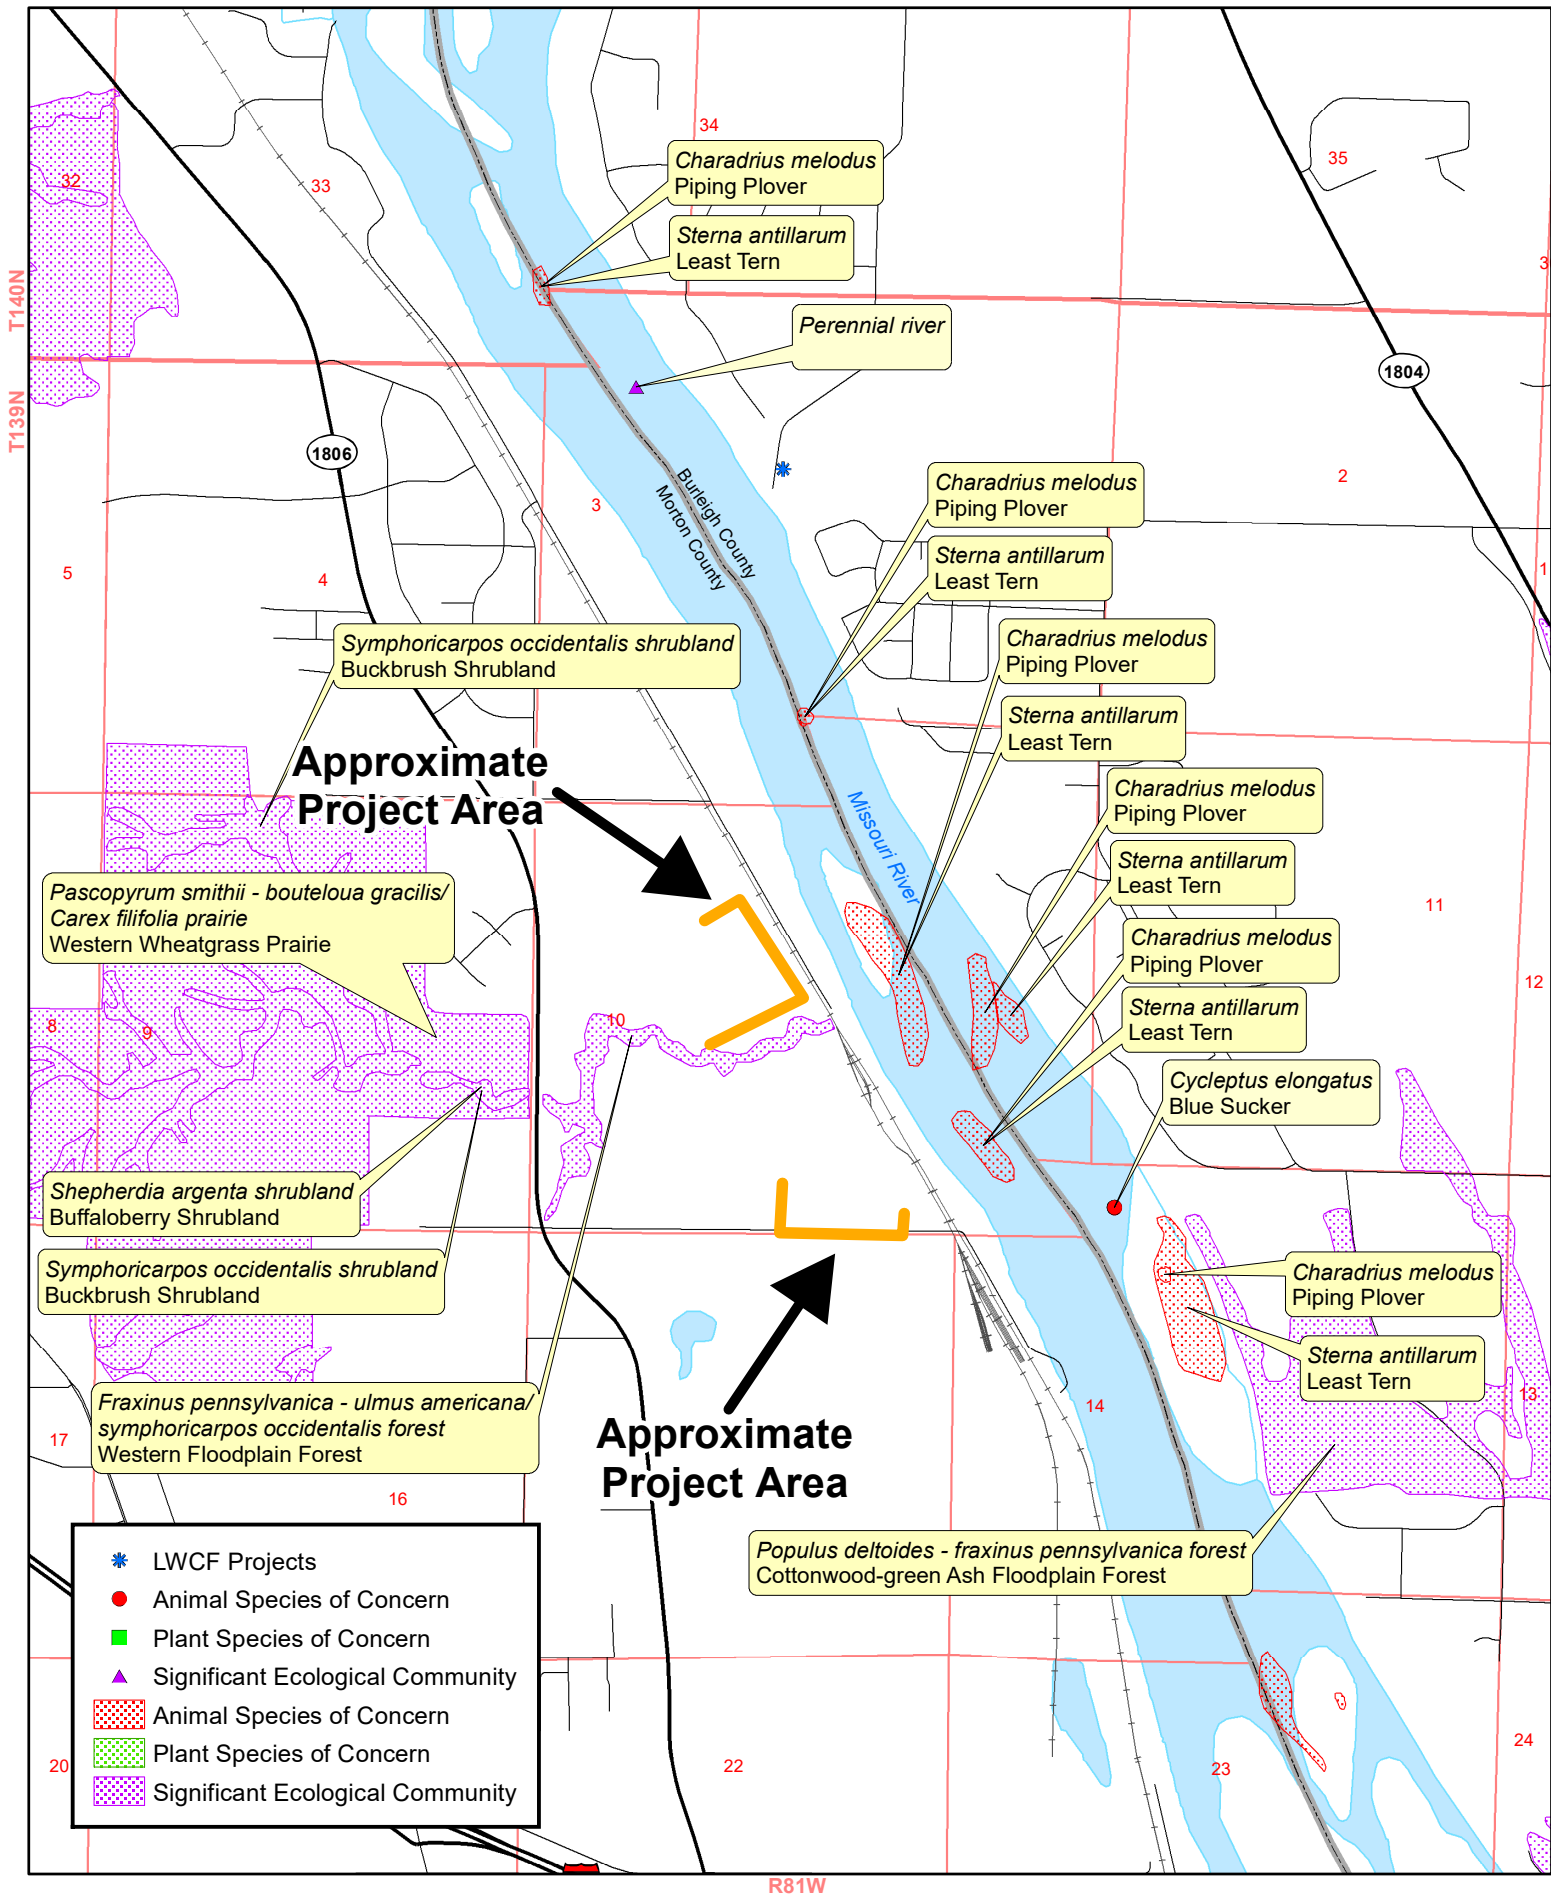 34
35
32
33
3
Charadrius melodus
Piping Plover
Sterna antillarum
Least Tern
T140N
T139N
Perennial river
1804
1806
2
3
Burleigh County
Morton County
Charadrius melodus
Piping Plover
Sterna antillarum
Least Tern
5
4
1
Symphoricarpos occidentalis shrubland
Buckbrush Shrubland
Charadrius melodus
Piping Plover
Sterna antillarum
Least Tern
Approximate
Project Area
Missouri River
Charadrius melodus
Piping Plover
Sterna antillarum
Least Tern
11
Pascopyrum smithii - bouteloua gracilis/
Carex filifolia prairie
Western Wheatgrass Prairie
Charadrius melodus
Piping Plover
Sterna antillarum
Least Tern
12
8
9
10
Cycleptus elongatus
Blue Sucker
Shepherdia argenta shrubland
Buffaloberry Shrubland
Symphoricarpos occidentalis shrubland
Buckbrush Shrubland
Charadrius melodus
Piping Plover
Sterna antillarum
Least Tern
13
14
Fraxinus pennsylvanica - ulmus americana/
symphoricarpos occidentalis forest
Western Floodplain Forest
17
16
Approximate
Project Area
Populus deltoides - fraxinus pennsylvanica forest
Cottonwood-green Ash Floodplain Forest
LWCF Projects
Animal Species of Concern
Plant Species of Concern
Significant Ecological Community
Animal Species of Concern
Plant Species of Concern
Significant Ecological Community
20
22
23
24
R81W